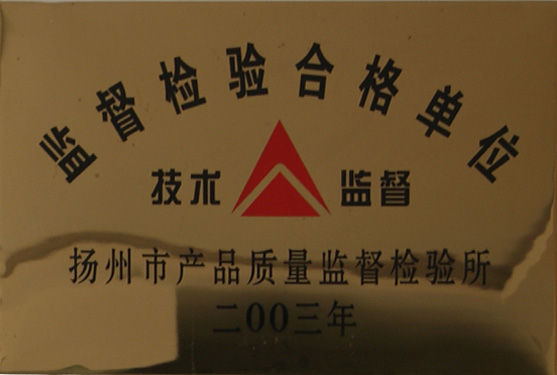 监督检验合格单位
技术 监督
扬州市产品质量监督检验所
二00三年